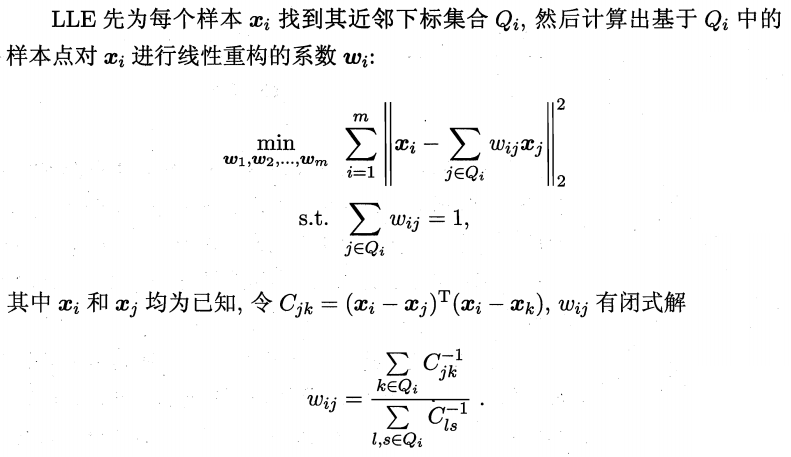 LLE 先为每个样本 $\boldsymbol{x}_i$ 找到其近邻下标集合 $Q_i$, 然后计算出基于 $Q_i$ 中的
样本点对 $\boldsymbol{x}_i$ 进行线性重构的系数 $\boldsymbol{w}_i$:
$\min_{\boldsymbol{w}_1,\boldsymbol{w}_2,\ldots,\boldsymbol{w}_m} \sum_{i=1}^{m} \left\| \boldsymbol{x}_i - \sum_{j \in Q_i} w_{ij} \boldsymbol{x}_j \right\|_2^2$
$\text{s.t.} \sum_{j \in Q_i} w_{ij} = 1,$
其中 $\boldsymbol{x}_i$ 和 $\boldsymbol{x}_j$ 均为已知, 令 $C_{jk} = (\boldsymbol{x}_i - \boldsymbol{x}_j)^{\mathrm{T}}(\boldsymbol{x}_i - \boldsymbol{x}_k)$, $w_{ij}$ 有闭式解
$w_{ij} = \frac{\sum_{k \in Q_i} C_{jk}^{-1}}{\sum_{l,s \in Q_i} C_{ls}^{-1}}.$